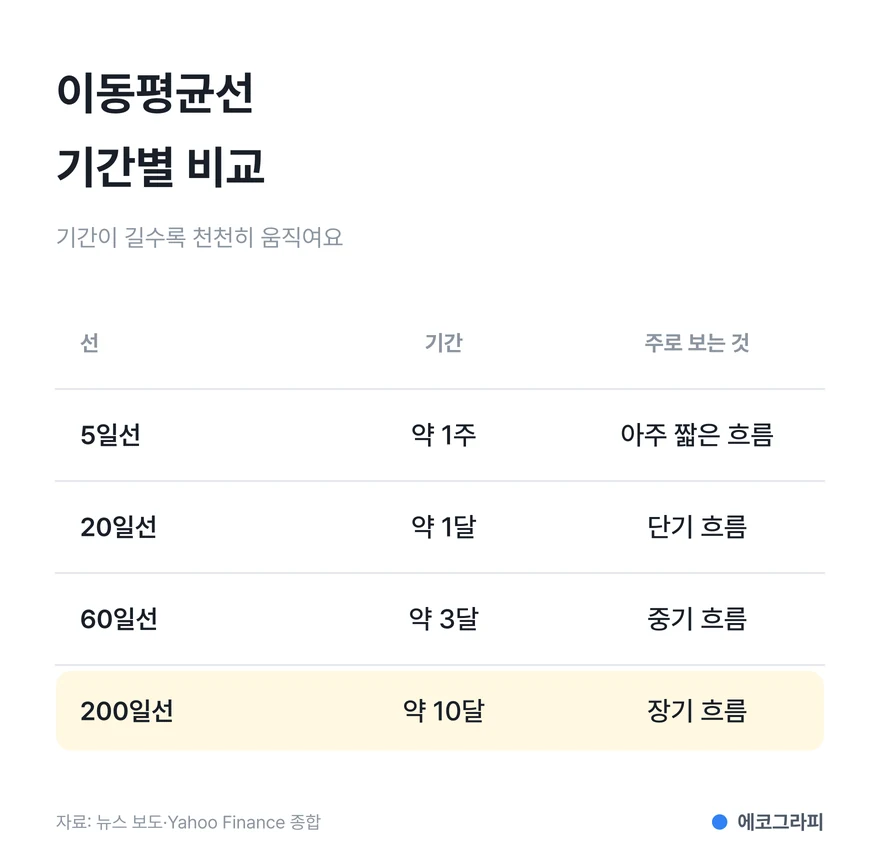 이동평균선
기간별 비교
기간이 길수록 천천히 움직여요
선 기간 주로 보는 것
5일선 약 1주 아주 짧은 흐름
20일선 약 1달 단기 흐름
60일선 약 3달 중기 흐름
200일선 약 10달 장기 흐름
자료: 뉴스 보도·Yahoo Finance 종합 에코그라피